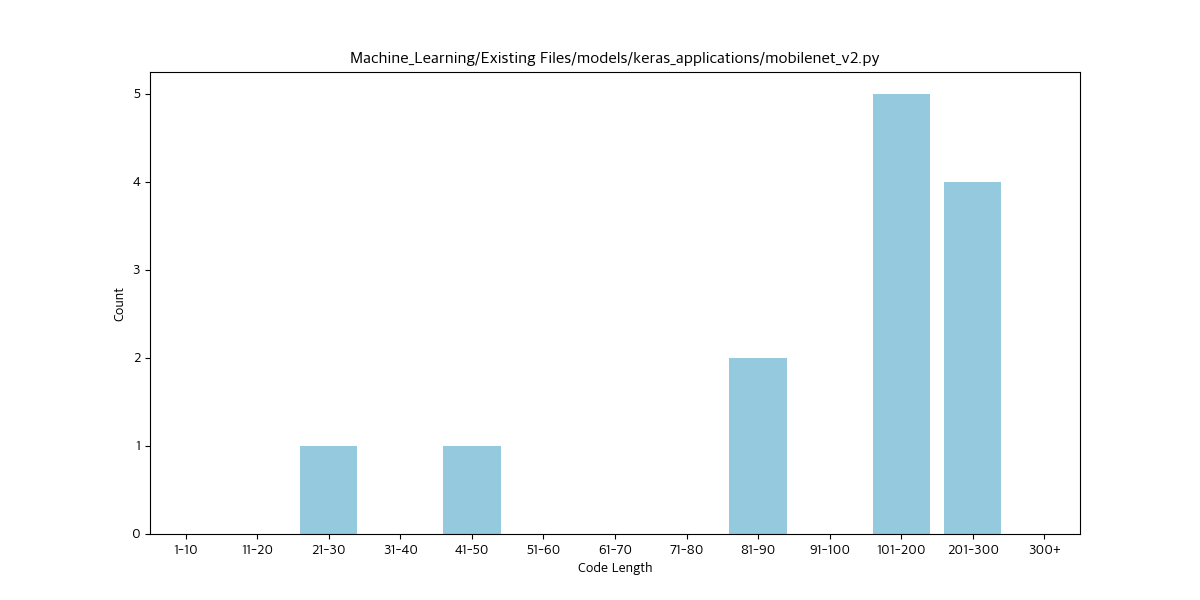 Machine_Learning/Existing Files/models/keras_applications/mobilenet_v2.py
5
4
3
2
1
0
Count
1-10 11-20 21-30 31-40 41-50 51-60 61-70 71-80 81-90 91-100 101-200 201-300 300+
Code Length